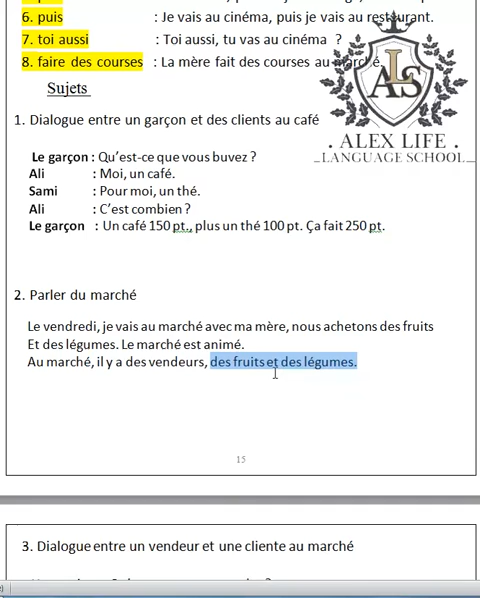 6. puis : Je vais au cinéma, puis je vais au restaurant.
7. toi aussi : Toi aussi, tu vas au cinéma ?
8. faire des courses : La mère fait des courses au marché.
Sujets
1. Dialogue entre un garçon et des clients au café
ALS
. ALEX LIFE .
LANGUAGE SCHOOL
Le garçon : Qu'est-ce que vous buvez ?
Ali : Moi, un café.
Sami : Pour moi, un thé.
Ali : C'est combien ?
Le garçon : Un café 150 pt., plus un thé 100 pt. Ça fait 250 pt.
2. Parler du marché
Le vendredi, je vais au marché avec ma mère, nous achetons des fruits
Et des légumes. Le marché est animé.
Au marché, il y a des vendeurs, des fruits et des légumes.
15
3. Dialogue entre un vendeur et une cliente au marché